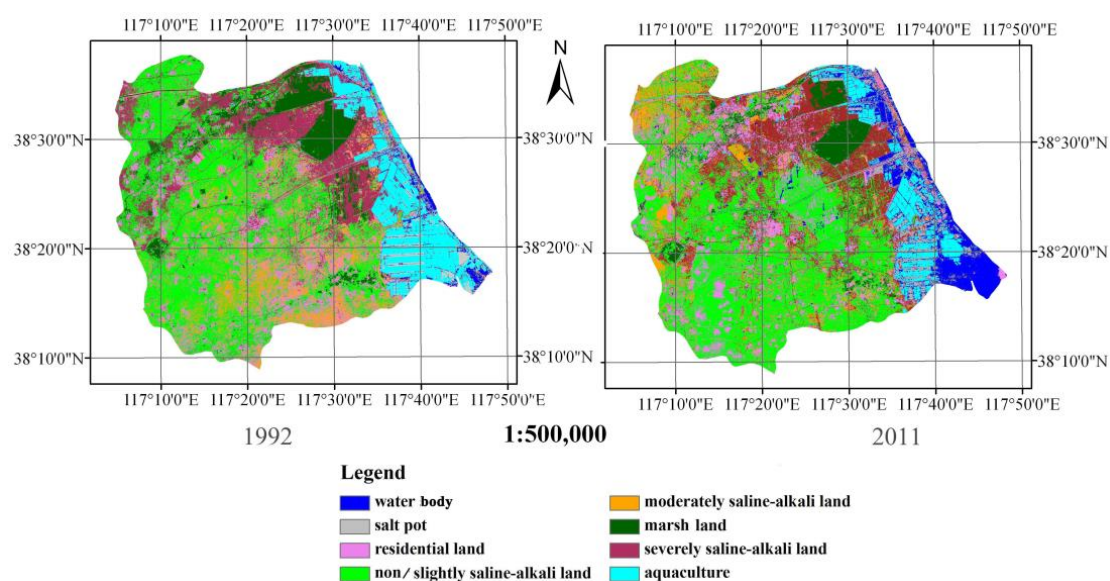 117°10'0"E 117°20'0"E 117°30'0"E 117°40'0"E 117°50'0"E
117°10'0"E 117°20'0"E 117°30'0"E 117°40'0"E 117°50'0"E
N
38°30'0"N
38°30'0"N
38°30'0"N
38°20'0"N
38°20'0"N
38°20'0"N
38°10'0"N
38°10'0"N
38°10'0"N
117°10'0"E 117°20'0"E 117°30'0"E 117°40'0"E 117°50'0"E
117°10'0"E 117°20'0"E 117°30'0"E 117°40'0"E 117°50'0"E
1992
1:500,000
2011
Legend
water body
moderately saline-alkali land
salt pot
marsh land
residential land
severely saline-alkali land
non/ slightly saline-alkali land
aquaculture